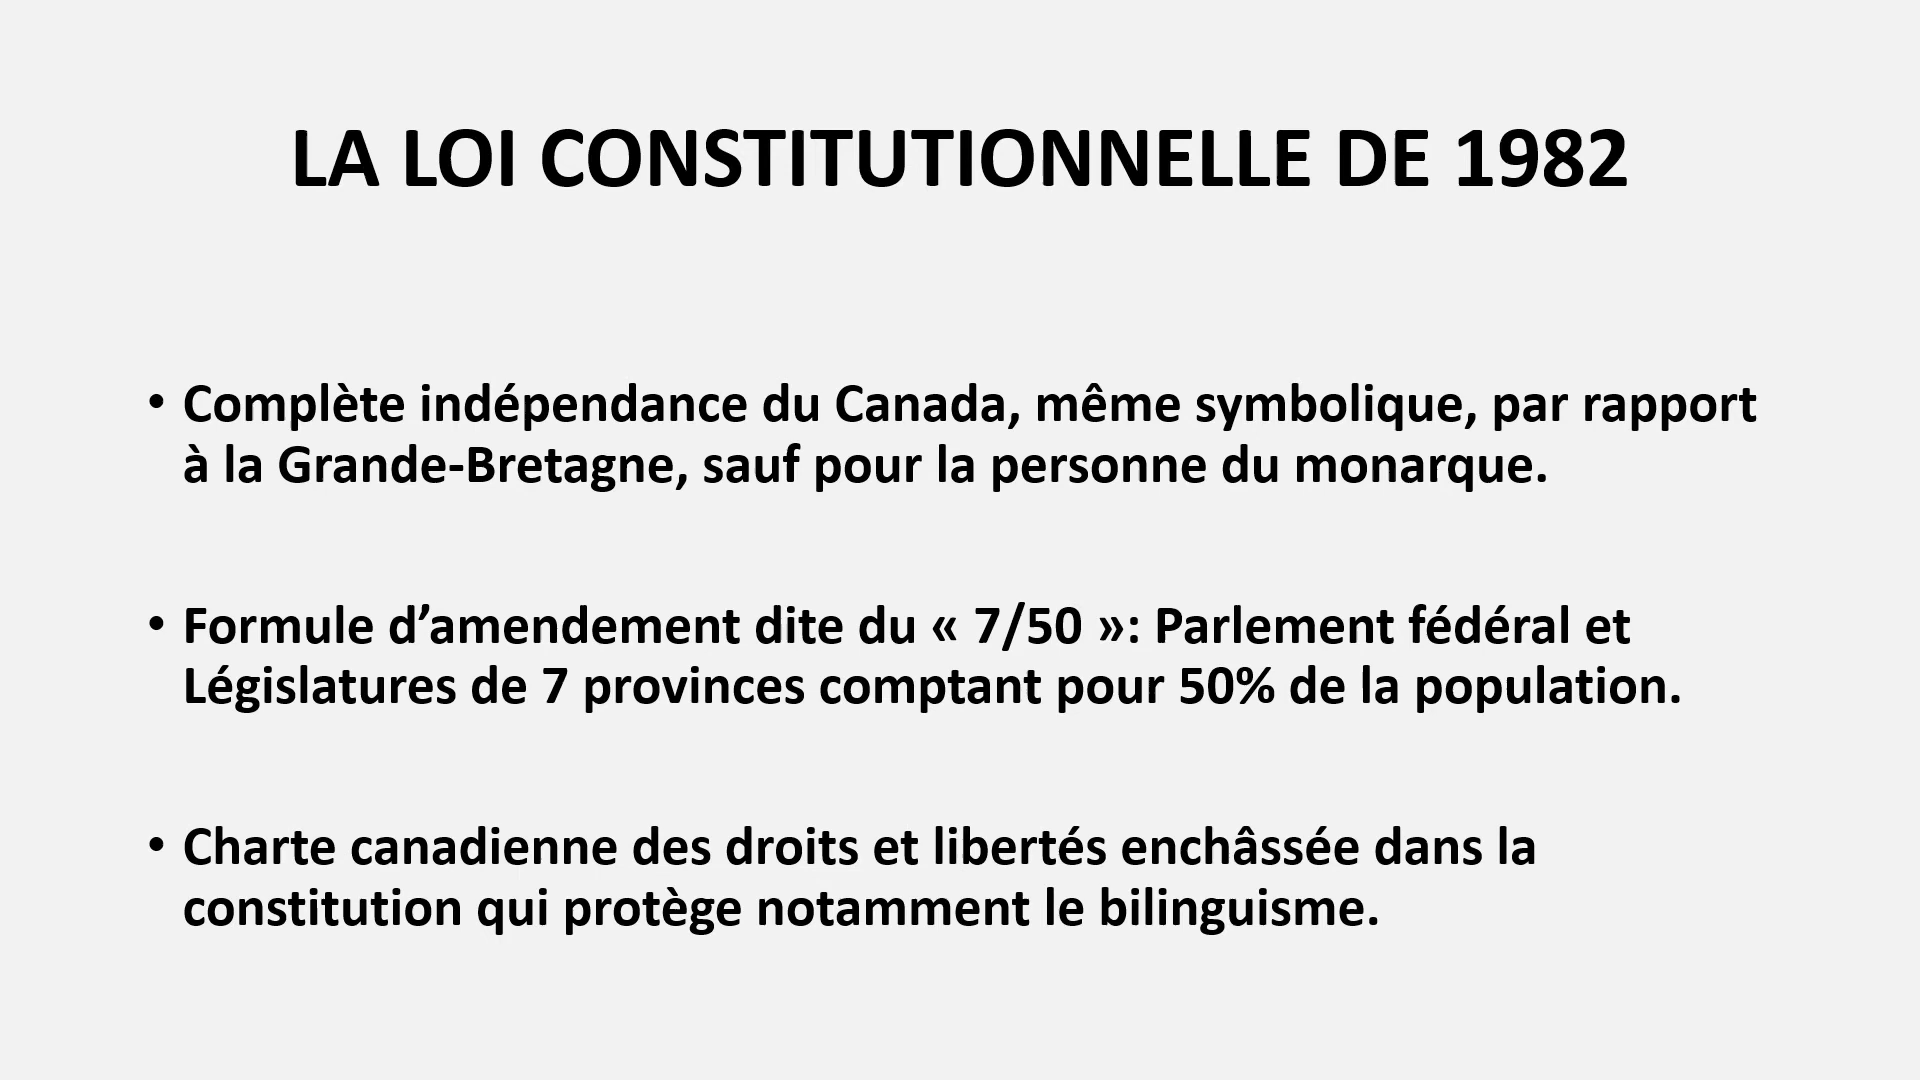 LA LOI CONSTITUTIONNELLE DE 1982
• Complète indépendance du Canada, même symbolique, par rapport
à la Grande-Bretagne, sauf pour la personne du monarque.
• Formule d’amendement dite du « 7/50 »: Parlement fédéral et
Législatures de 7 provinces comptant pour 50% de la population.
• Charte canadienne des droits et libertés enchâssée dans la
constitution qui protège notamment le bilinguisme.